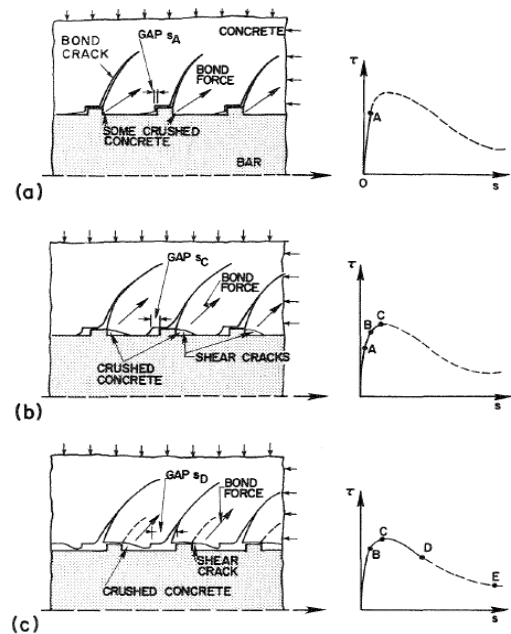 GAP sA
CONCRETE
BOND
CRACK
BOND
FORCE
SOME CRUSHED
CONCRETE
BAR
(a)
τ
A
O
s
GAP sC
BOND
FORCE
CRUSHED
CONCRETE
SHEAR CRACKS
(b)
τ
C
B
A
s
GAP sD
BOND
FORCE
SHEAR
CRACK
CRUSHED CONCRETE
(c)
τ
C
B
D
E
s